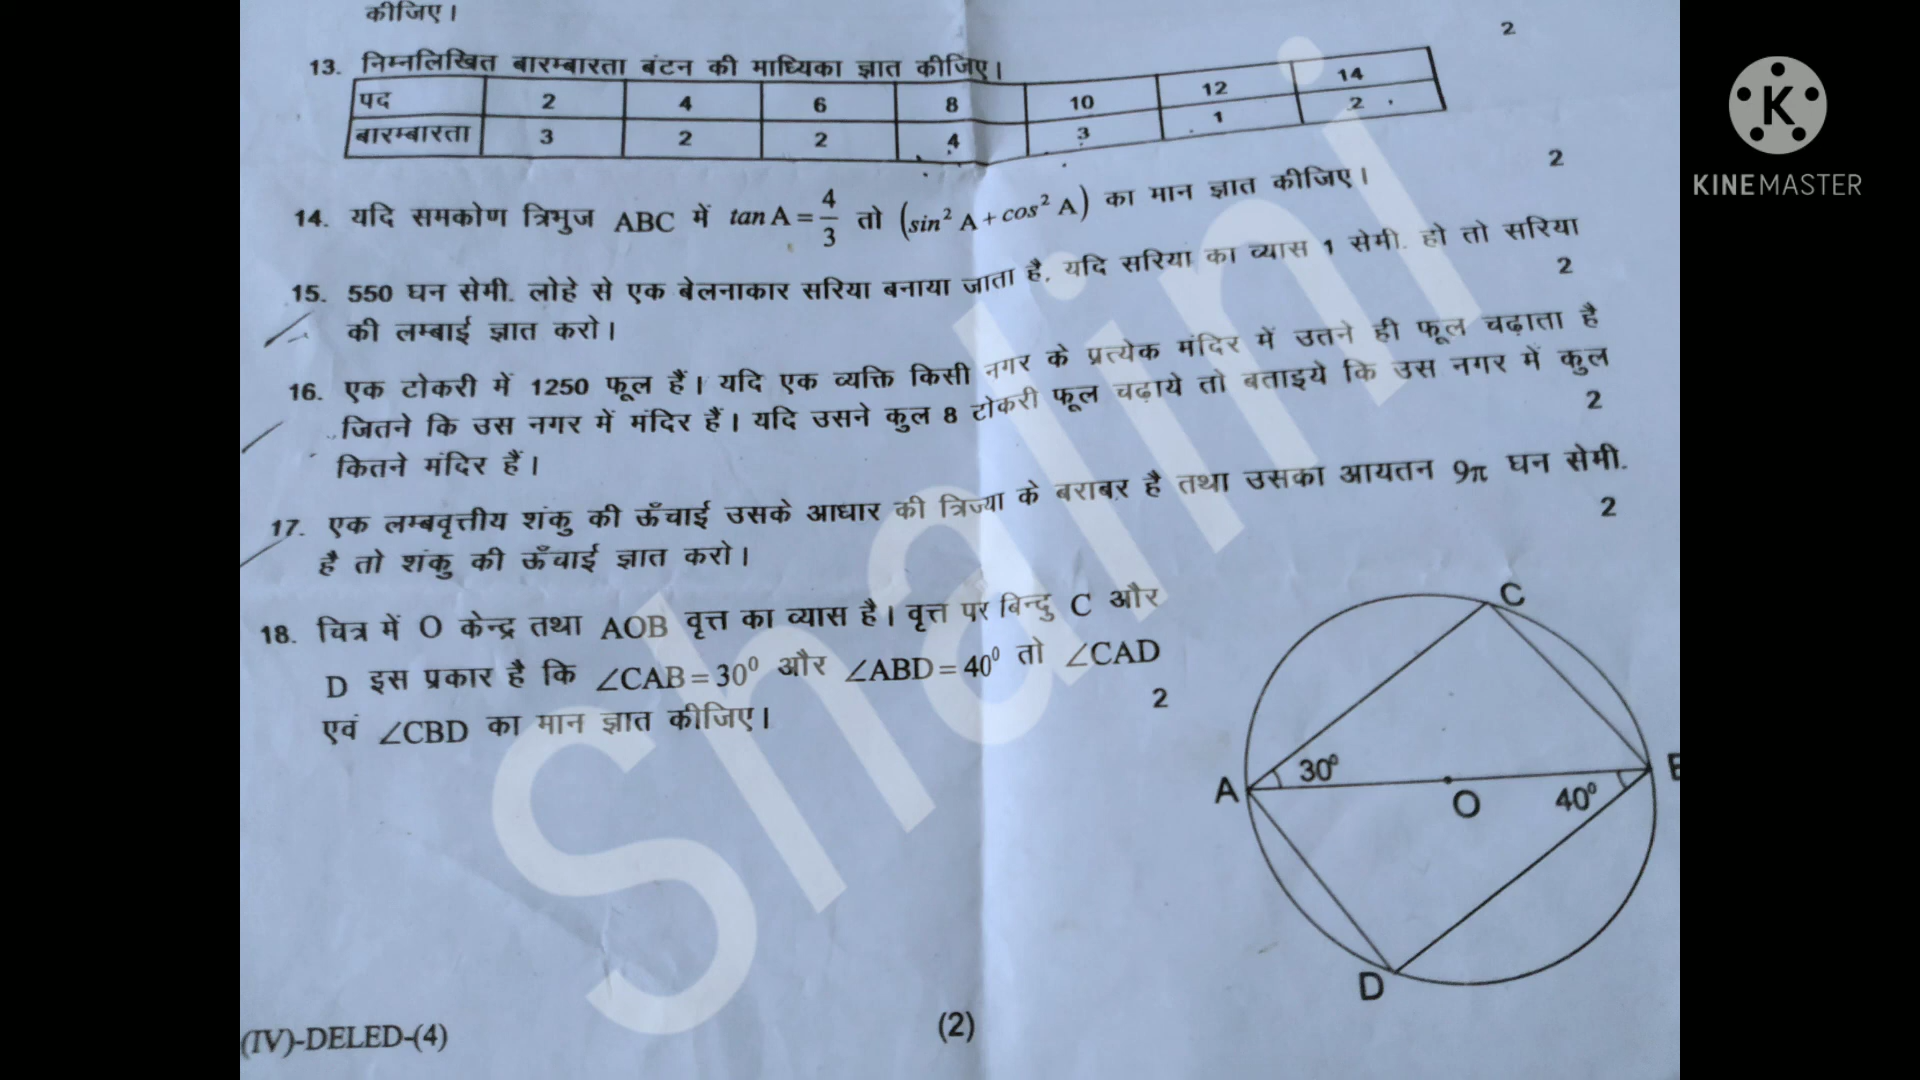 कीजिए।
2
13. निम्नलिखित बारम्बारता बंटन की माध्यिका ज्ञात कीजिए।
पद 2 4 6 8 10 12 14
बारम्बारता 3 2 2 4 3 1 2
2
14. यदि समकोण त्रिभुज ABC में tan A = 4/3 तो (sin² A + cos² A) का मान ज्ञात कीजिए।
15. 550 घन सेमी. लोहे से एक बेलनाकार सरिया बनाया जाता है, यदि सरिया का व्यास 1 सेमी. हो तो सरिया
की लम्बाई ज्ञात करो। 2
16. एक टोकरी में 1250 फूल हैं। यदि एक व्यक्ति किसी नगर के प्रत्येक मंदिर में उतने ही फूल चढ़ाता है
जितने कि उस नगर में मंदिर हैं। यदि उसने कुल 8 टोकरी फूल चढ़ाये तो बताइये कि उस नगर में कुल
कितने मंदिर हैं। 2
17. एक लम्बवृत्तीय शंकु की ऊँचाई उसके आधार की त्रिज्या के बराबर है तथा उसका आयतन 9π घन सेमी.
है तो शंकु की ऊँचाई ज्ञात करो। 2
18. चित्र में O केन्द्र तथा AOB वृत्त का व्यास है। वृत्त पर बिन्दु C और
D इस प्रकार है कि ∠CAB = 30⁰ और ∠ABD = 40⁰ तो ∠CAD
एवं ∠CBD का मान ज्ञात कीजिए। 2
C
A 30⁰ O 40⁰
D
(IV)-DELED-(4) (2)
Shalini
K
KINEMASTER